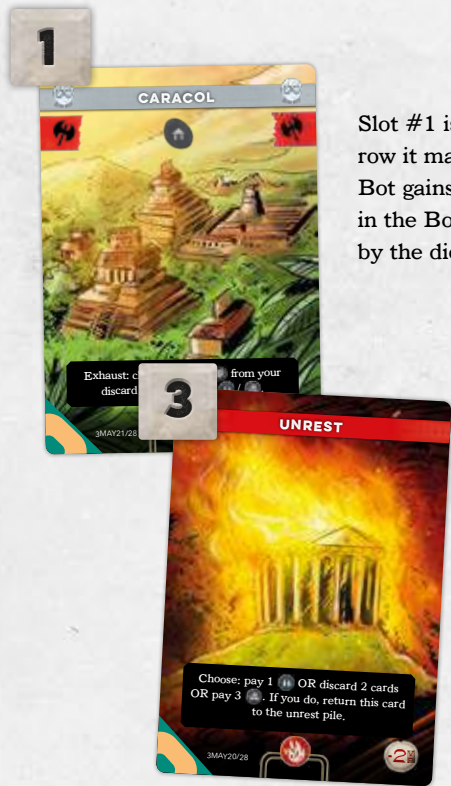 1
CARACOL
Slot #1 is
row it ma
Bot gains
in the Bo
by the die
Exhaust: c from your
discard /
3MAY21/28
3
UNREST
Choose: pay 1 OR discard 2 cards
OR pay 3 . If you do, return this card
to the unrest pile.
3MAY20/28
-2